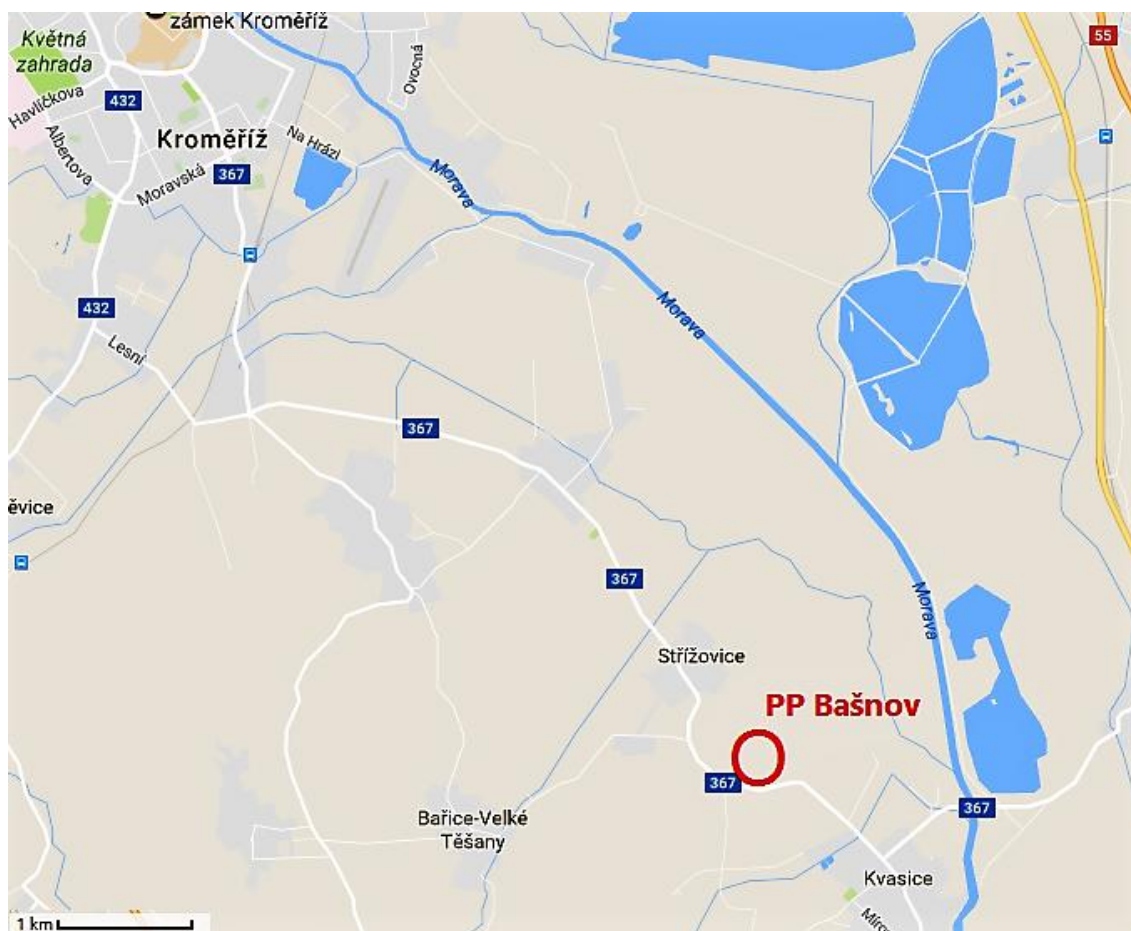 zámek Kroměříž
Květná
zahrada
Ovocná
55
432
Havlíčkova
Na Hrázi
Kroměříž
Albertova
Moravská
367
Morava
432
Lesní
Morava
367
ěvice
367
Morava
Střížovice
PP Bašnov
367
367
Bařice-Velké
Těšany
Kvasice
Míro
1 km